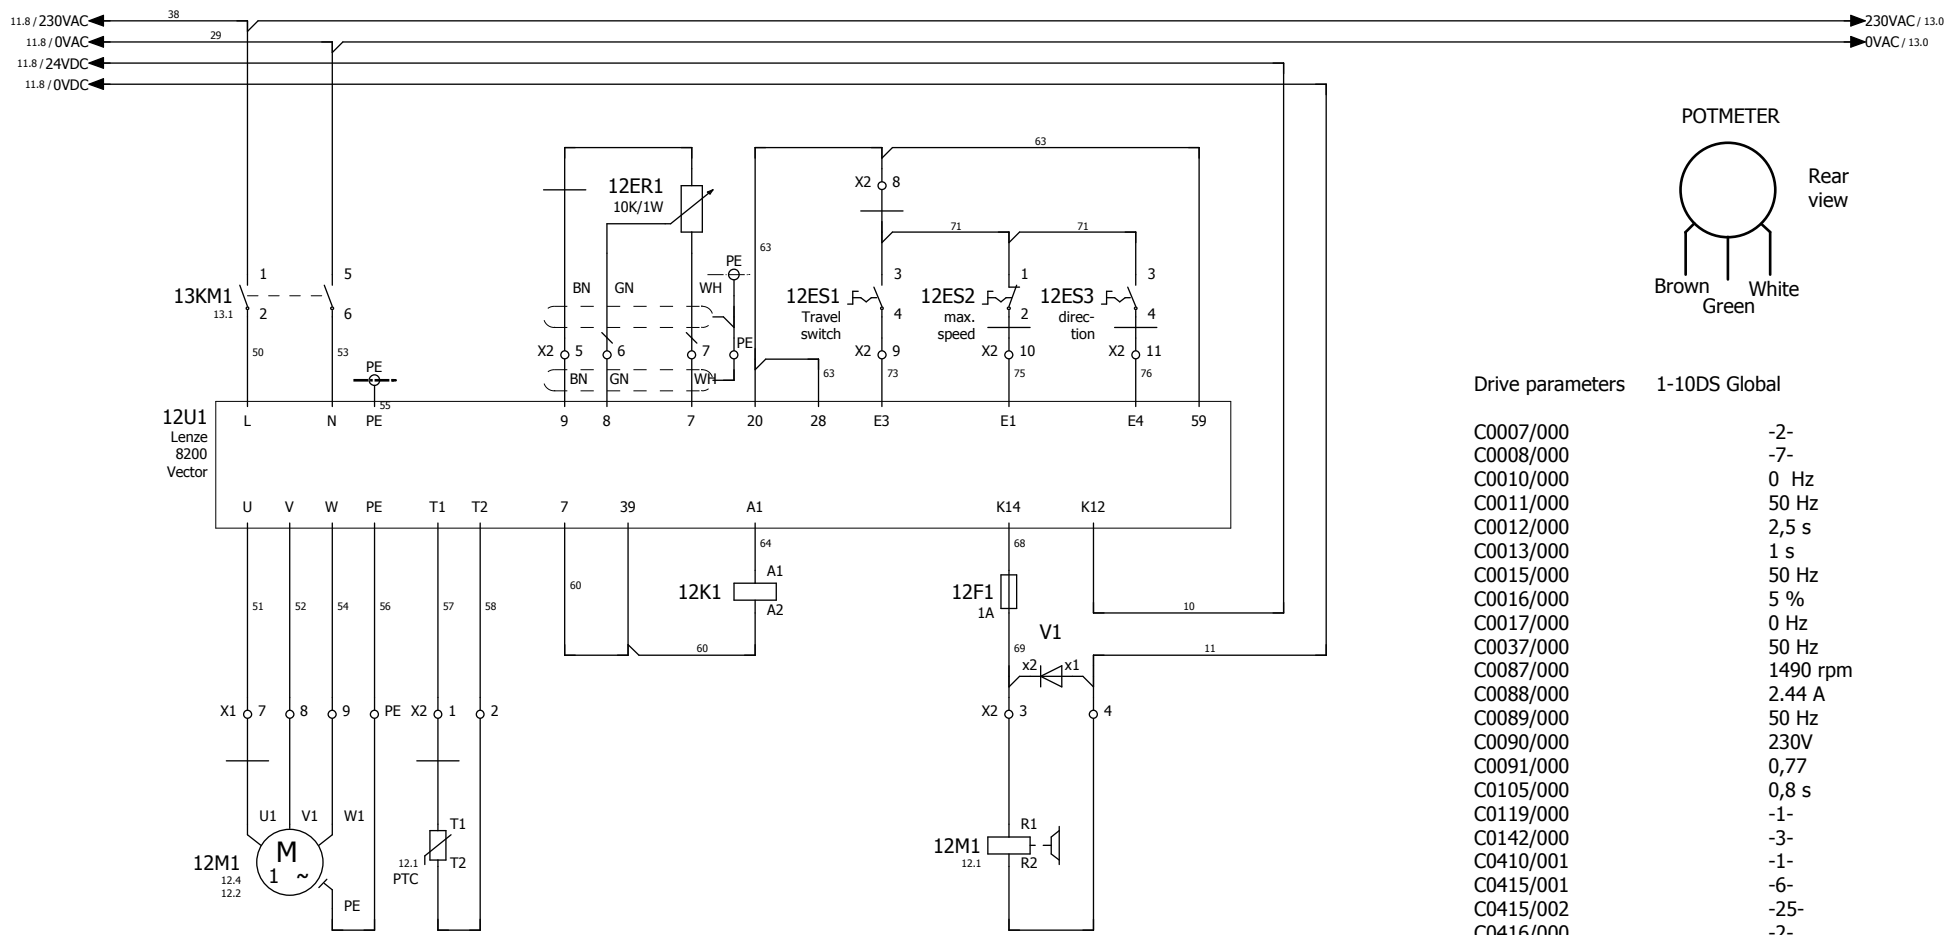 11.8 / 230VAC 38 230VAC / 13.0
11.8 / 0VAC 29 0VAC / 13.0
11.8 / 24VDC
11.8 / 0VDC
POTMETER
Rear
view
Brown
Green
White
63
12ER1
10K/1W
X2 8
71 71
63
PE
13KM1
13.1
1
2
5
6
BN GN WH
12ES1
Travel
switch
3
4
12ES2
max.
speed
1
2
12ES3
direc-
tion
3
4
50 53
PE
55
X2 5 6 7 PE
BN GN WH
63
X2 9
73
X2 10
75
X2 11
76
12U1
Lenze
8200
Vector
L N PE 9 8 7 20 28 E3 E1 E4 59
U V W PE T1 T2 7 39 A1 K14 K12
51 52 54 56 57 58
60
64
12K1
A1
A2
60
68
12F1
1A
69
V1
x2 x1
10
11
X1 7 8 9 PE X2 1 2
X2 3 4
U1 V1 W1
12M1
12.4
12.2
M
1 ~
PE
12.1
PTC
T1
T2
12M1
12.1
R1
R2
Drive parameters 1-10DS Global
C0007/000 -2-
C0008/000 -7-
C0010/000 0 Hz
C0011/000 50 Hz
C0012/000 2,5 s
C0013/000 1 s
C0015/000 50 Hz
C0016/000 5 %
C0017/000 0 Hz
C0037/000 50 Hz
C0087/000 1490 rpm
C0088/000 2.44 A
C0089/000 50 Hz
C0090/000 230V
C0091/000 0,77
C0105/000 0,8 s
C0119/000 -1-
C0142/000 -3-
C0410/001 -1-
C0415/001 -6-
C0415/002 -25-
C0416/000 -2-